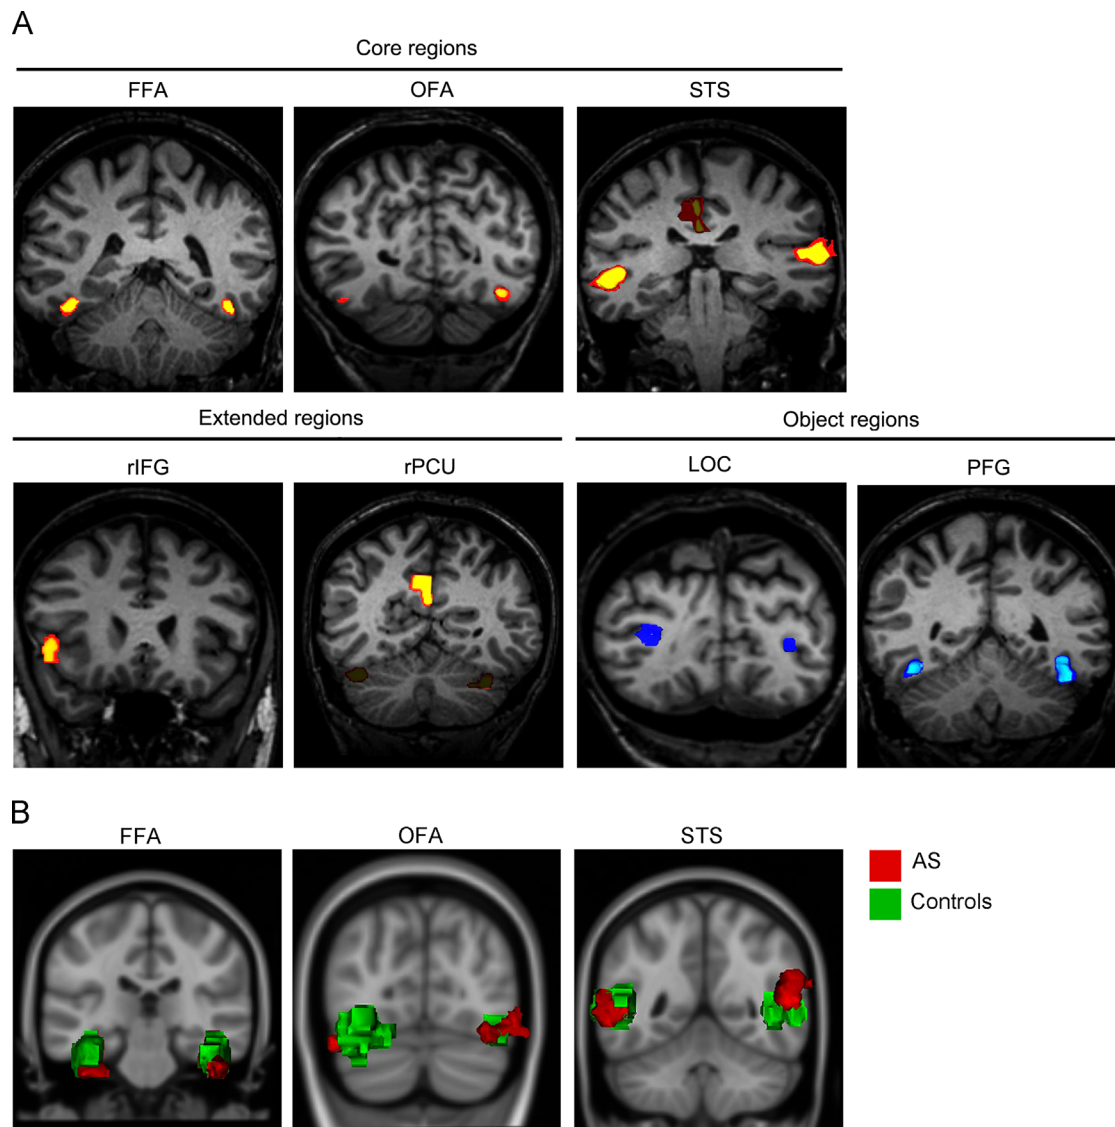 A
Core regions
FFA OFA STS
Extended regions Object regions
rIFG rPCU LOC PFG
B
FFA OFA STS
AS
Controls